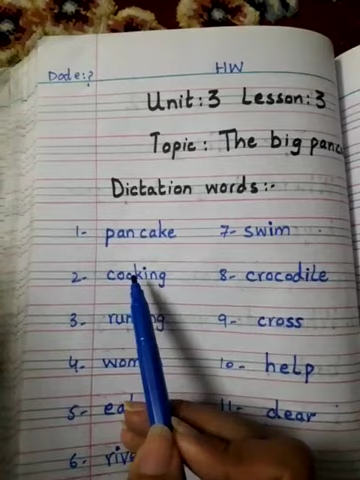 Date:? HW
Unit:3 Lesson:3
Topic: The big
Dictation words:-
1- pancake 7- swim
2- cooking 8- crocodile
3- 9- cross
4- 10- help
5- 11- dear
6-